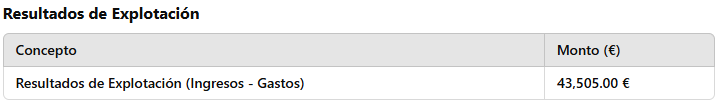 Resultados de Explotación
Concepto Monto (€)
Resultados de Explotación (Ingresos - Gastos) 43,505.00 €